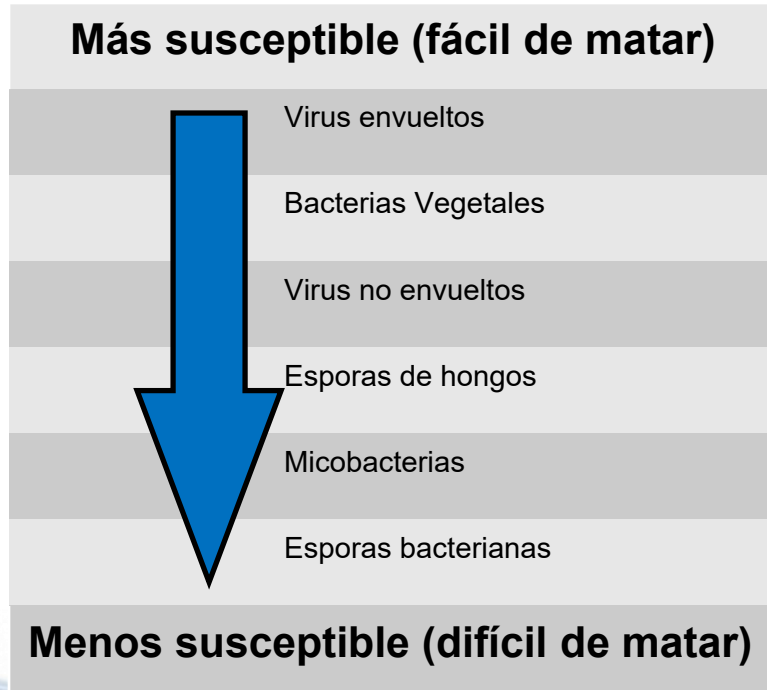 Más susceptible (fácil de matar)
Virus envueltos
Bacterias Vegetales
Virus no envueltos
Esporas de hongos
Micobacterias
Esporas bacterianas
Menos susceptible (difícil de matar)